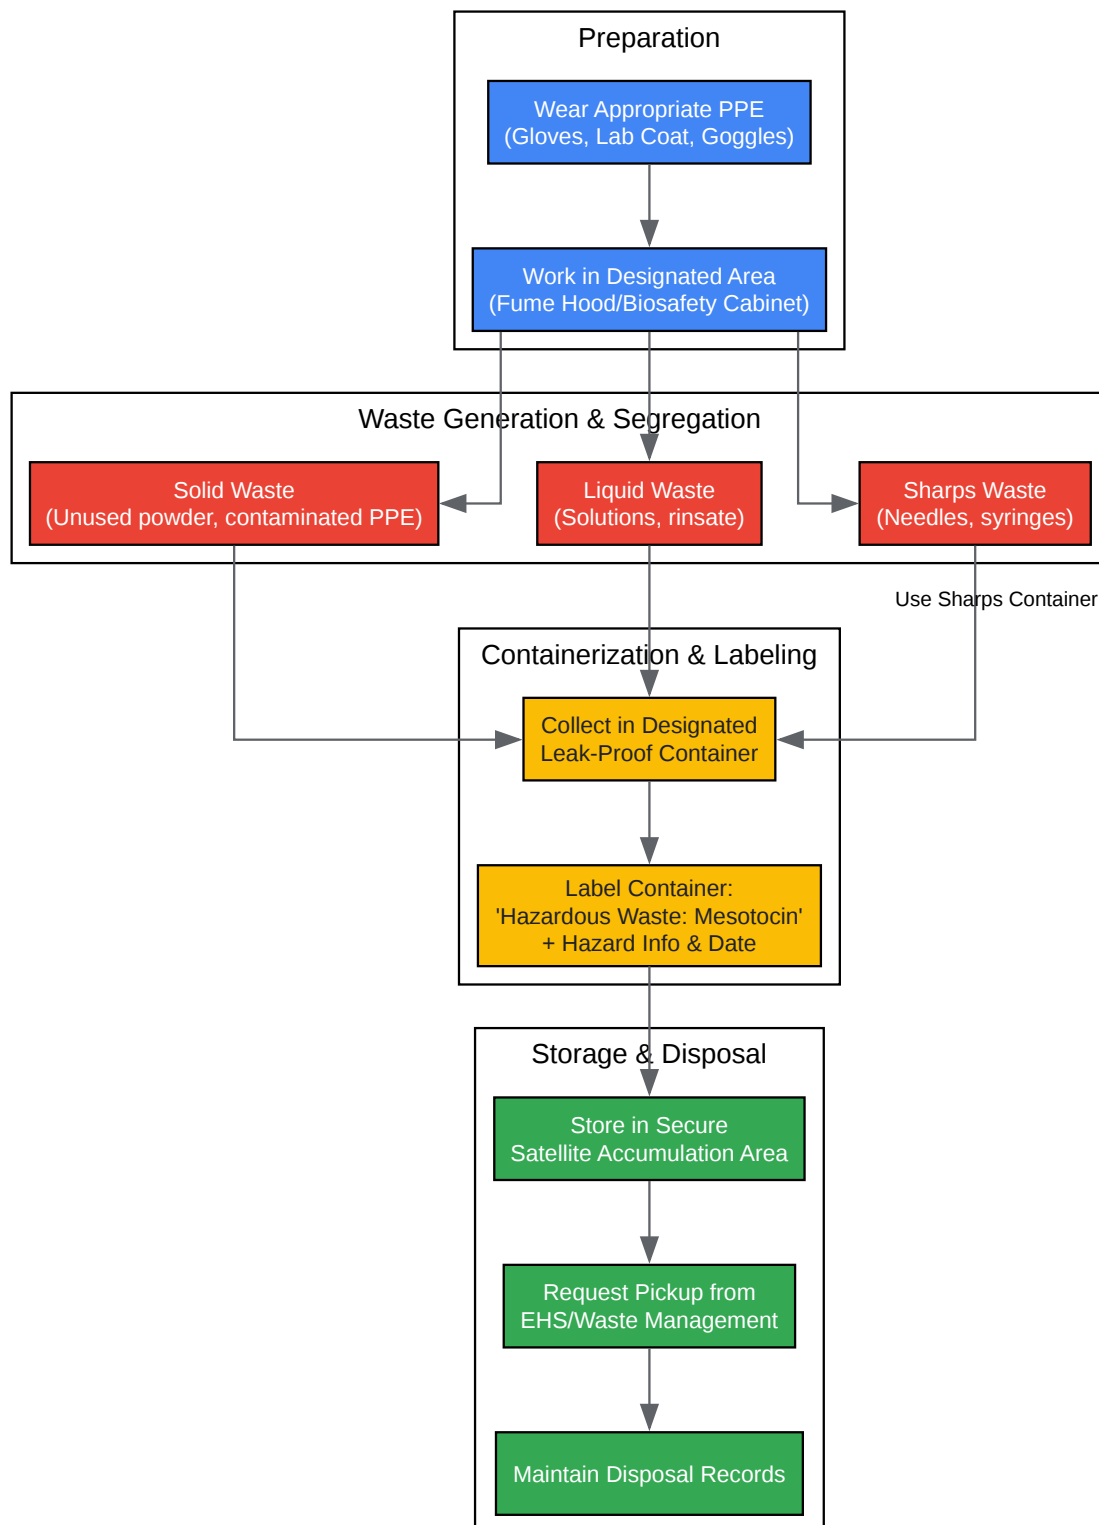 Preparation
Wear Appropriate PPE
(Gloves, Lab Coat, Goggles)
Work in Designated Area
(Fume Hood/Biosafety Cabinet)
Waste Generation & Segregation
Solid Waste
(Unused powder, contaminated PPE)
Liquid Waste
(Solutions, rinsate)
Sharps Waste
(Needles, syringes)
Use Sharps Container
Containerization & Labeling
Collect in Designated
Leak-Proof Container
Label Container:
'Hazardous Waste: Mesotocin'
+ Hazard Info & Date
Storage & Disposal
Store in Secure
Satellite Accumulation Area
Request Pickup from
EHS/Waste Management
Maintain Disposal Records